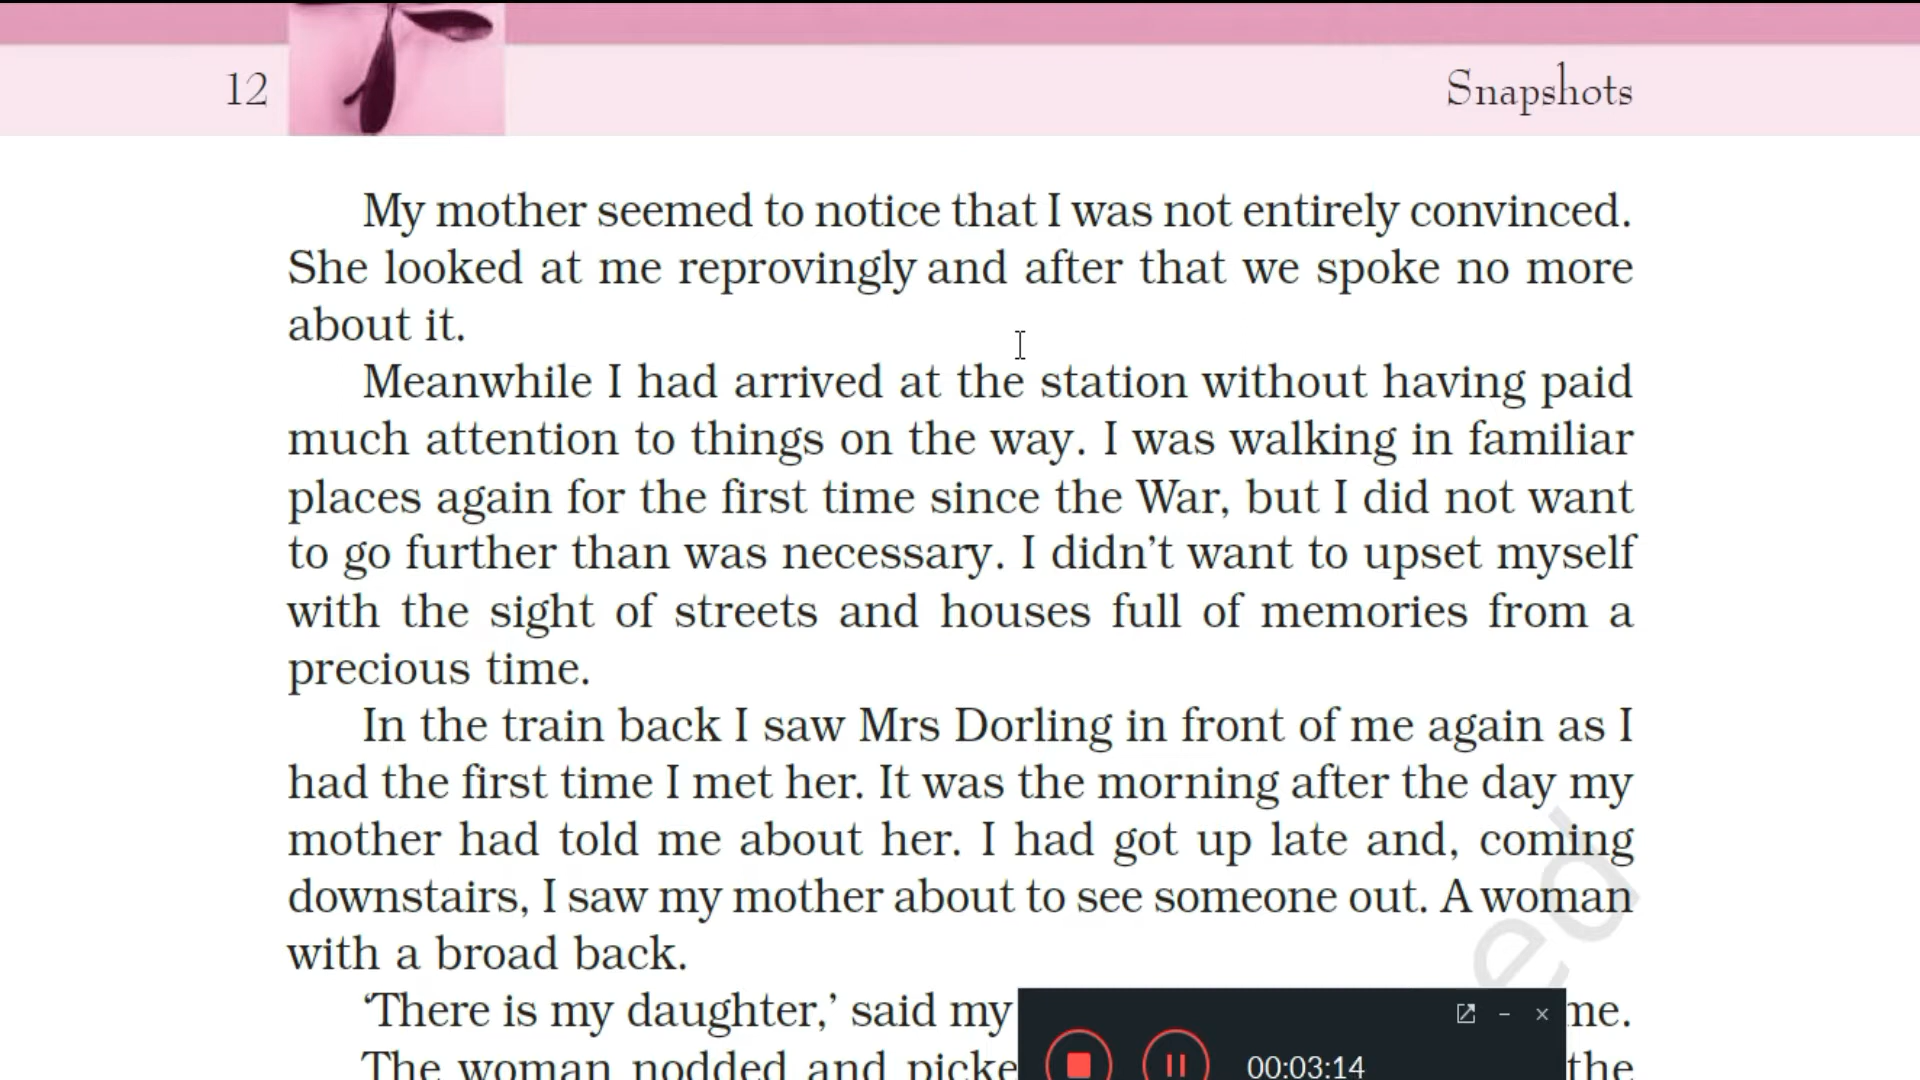 12
Snapshots
My mother seemed to notice that I was not entirely convinced.
She looked at me reprovingly and after that we spoke no more
about it.
Meanwhile I had arrived at the station without having paid
much attention to things on the way. I was walking in familiar
places again for the first time since the War, but I did not want
to go further than was necessary. I didn’t want to upset myself
with the sight of streets and houses full of memories from a
precious time.
In the train back I saw Mrs Dorling in front of me again as I
had the first time I met her. It was the morning after the day my
mother had told me about her. I had got up late and, coming
downstairs, I saw my mother about to see someone out. A woman
with a broad back.
‘There is my daughter,’ said my me.
The woman nodded and picke the
ed
00:03:14